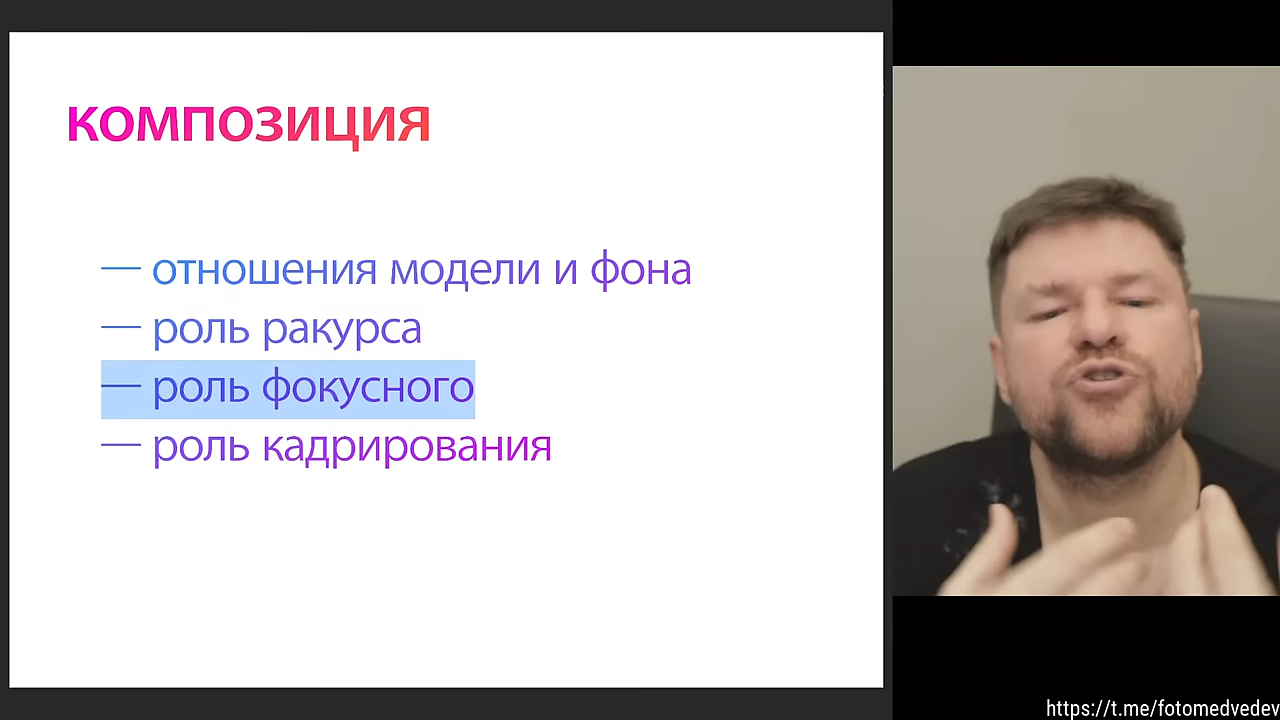 КОМПОЗИЦИЯ
— отношения модели и фона
— роль ракурса
— роль фокусного
— роль кадрирования
https://t.me/fotomedvedev